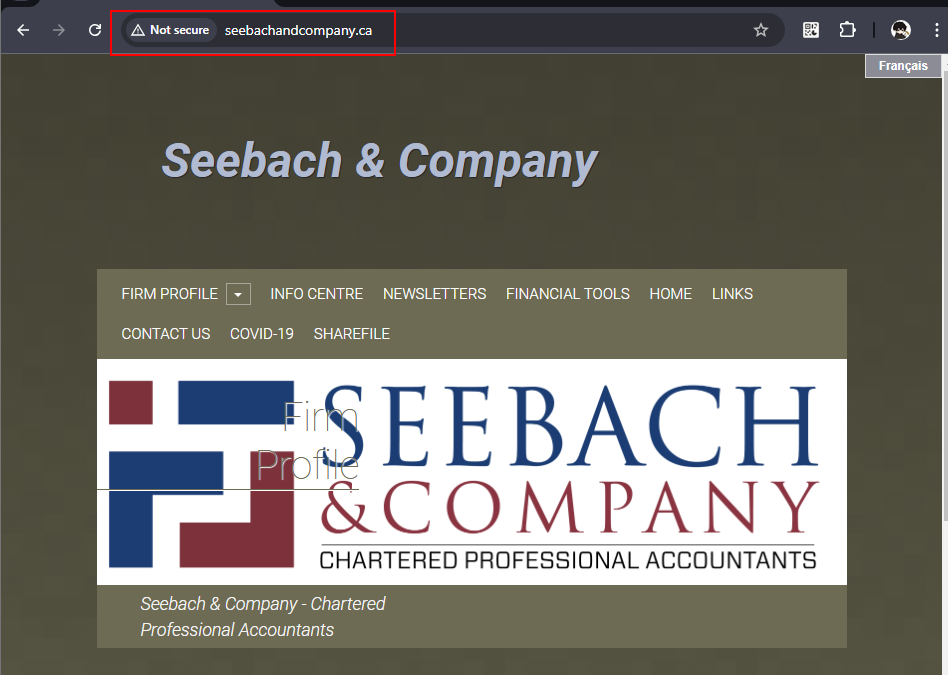 Not secure seebachandcompany.ca
Français
Seebach & Company
FIRM PROFILE INFO CENTRE NEWSLETTERS FINANCIAL TOOLS HOME LINKS
CONTACT US COVID-19 SHAREFILE
Firm
Profile
SEEBACH
&COMPANY
CHARTERED PROFESSIONAL ACCOUNTANTS
Seebach & Company - Chartered
Professional Accountants